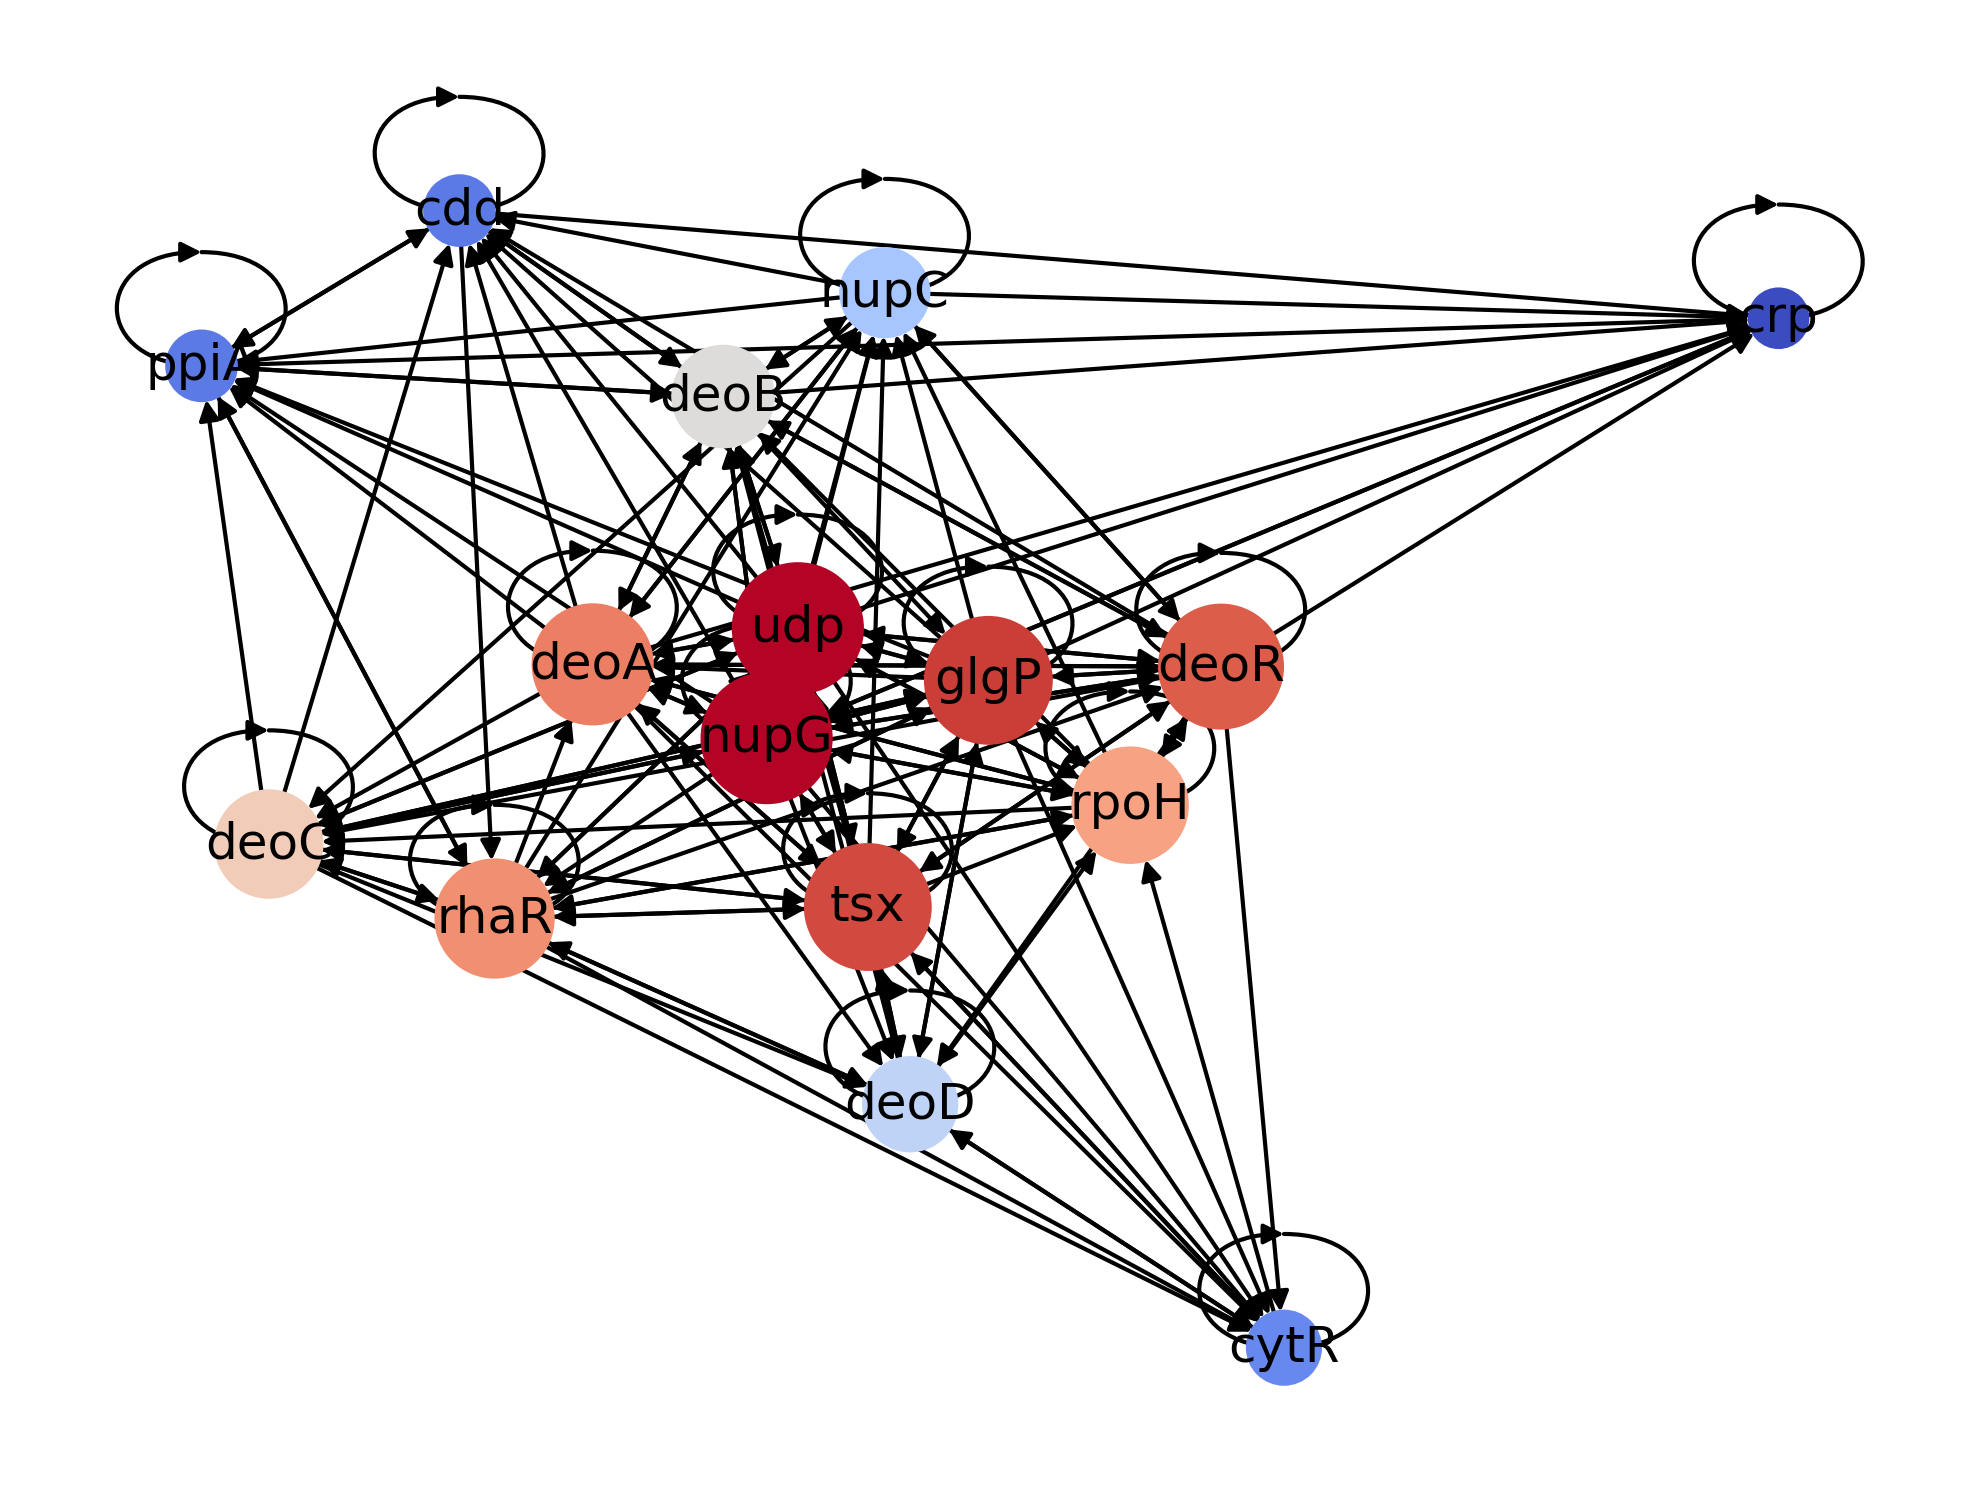 cdd
nupC
crp
ppiA
deoB
udp
deoA
glgP
deoR
nupG
rpoH
deoC
rhaR
tsx
deoD
cytR